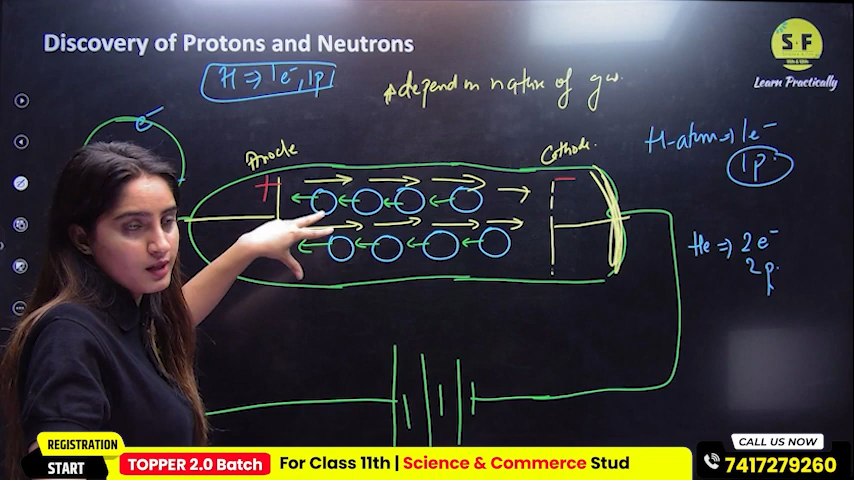 Discovery of Protons and Neutrons
S F
11th & 12th
Learn Practically
H ⇒ 1e⁻, 1p
depend on nature of gas.
H-atom ⇒ 1e⁻
1p.
e⁻
Anode
Cathode.
+
−
He ⇒ 2e⁻
2p.
REGISTRATION
START
TOPPER 2.0 Batch
For Class 11th | Science & Commerce Stud
CALL US NOW
7417279260